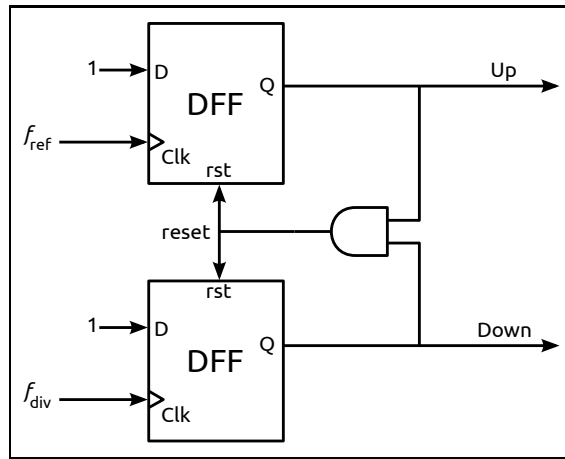 Up
1
D
Q
DFF
f_ref
Clk
rst
reset
rst
1
D
Q
Down
DFF
f_div
Clk